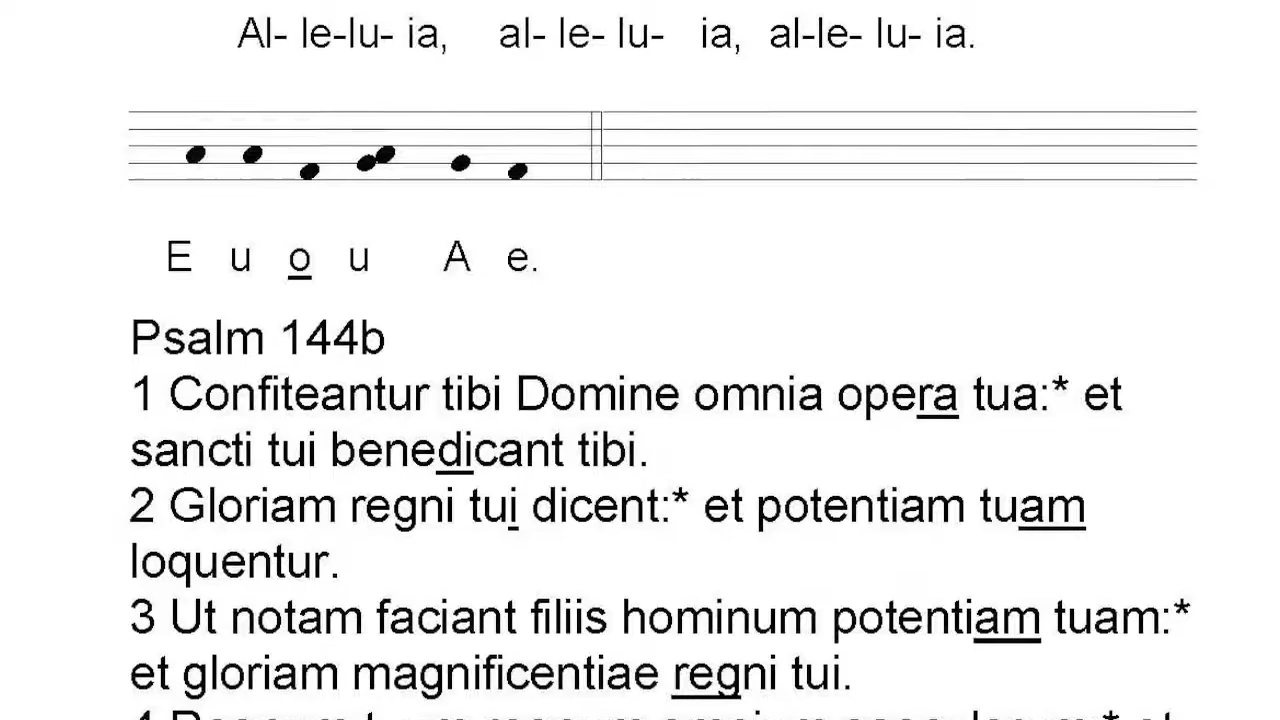 Al- le-lu- ia, al- le- lu- ia, al-le- lu- ia.
E u o u A e.
Psalm 144b
1 Confiteantur tibi Domine omnia opera tua:* et
sancti tui benedicant tibi.
2 Gloriam regni tui dicent:* et potentiam tuam
loquentur.
3 Ut notam faciant filiis hominum potentiam tuam:*
et gloriam magnificentiae regni tui.